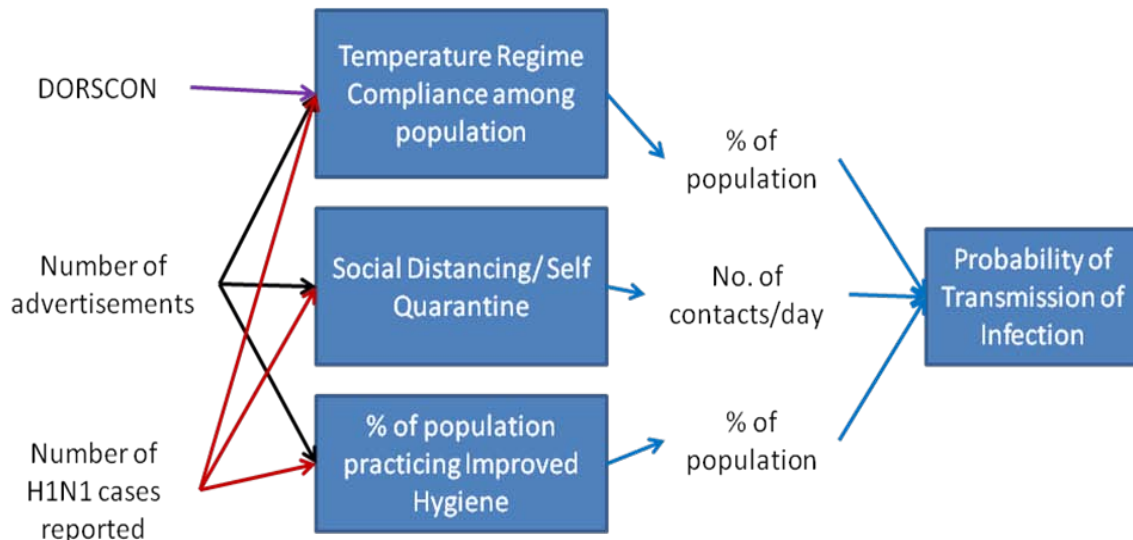 DORSCON
Number of
advertisements
Number of
H1N1 cases
reported
Temperature Regime
Compliance among
population
Social Distancing/ Self
Quarantine
% of population
practicing Improved
Hygiene
% of
population
No. of
contacts/day
% of
population
Probability of
Transmission of
Infection